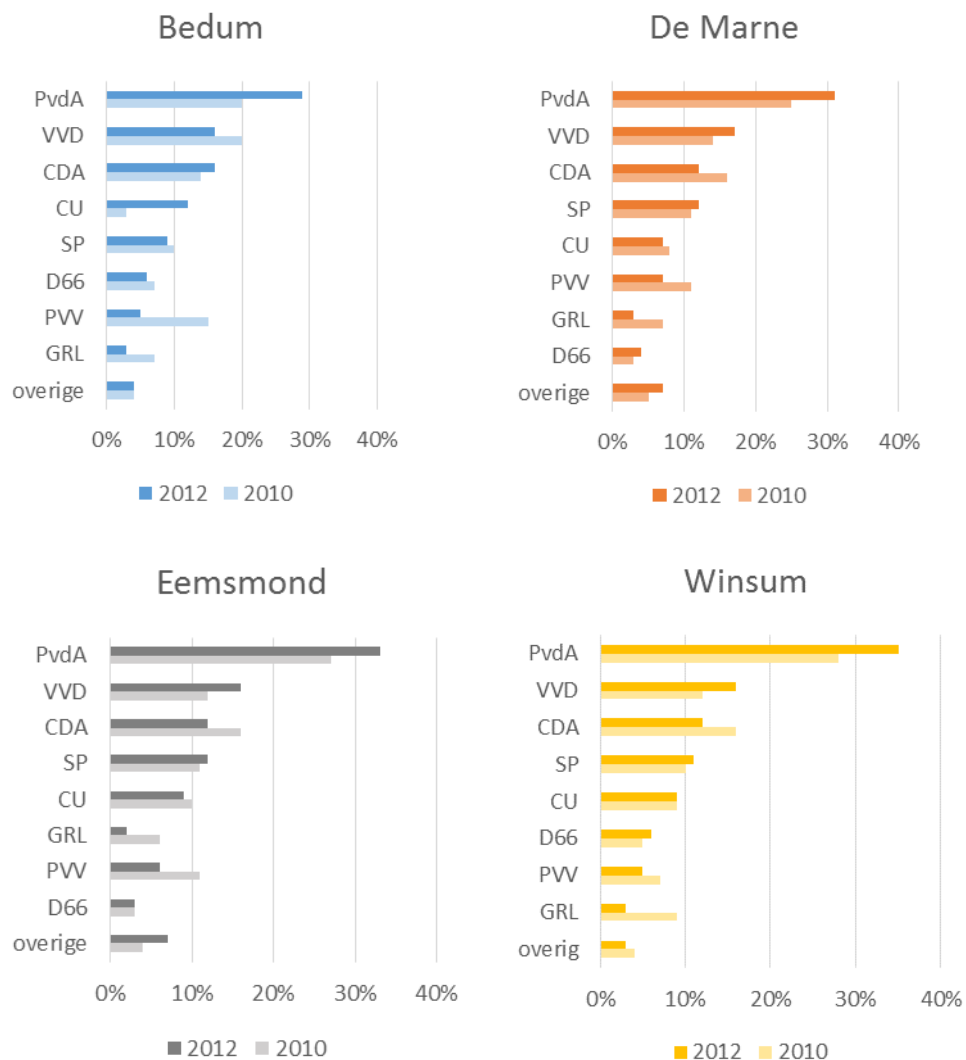 Bedum
PvdA
VVD
CDA
CU
SP
D66
PVV
GRL
overige
0% 10% 20% 30% 40%
2012 2010
De Marne
PvdA
VVD
CDA
SP
CU
PVV
GRL
D66
overige
0% 10% 20% 30% 40%
2012 2010
Eemsmond
PvdA
VVD
CDA
SP
CU
GRL
PVV
D66
overige
0% 10% 20% 30% 40%
2012 2010
Winsum
PvdA
VVD
CDA
SP
CU
D66
PVV
GRL
overig
0% 10% 20% 30% 40%
2012 2010